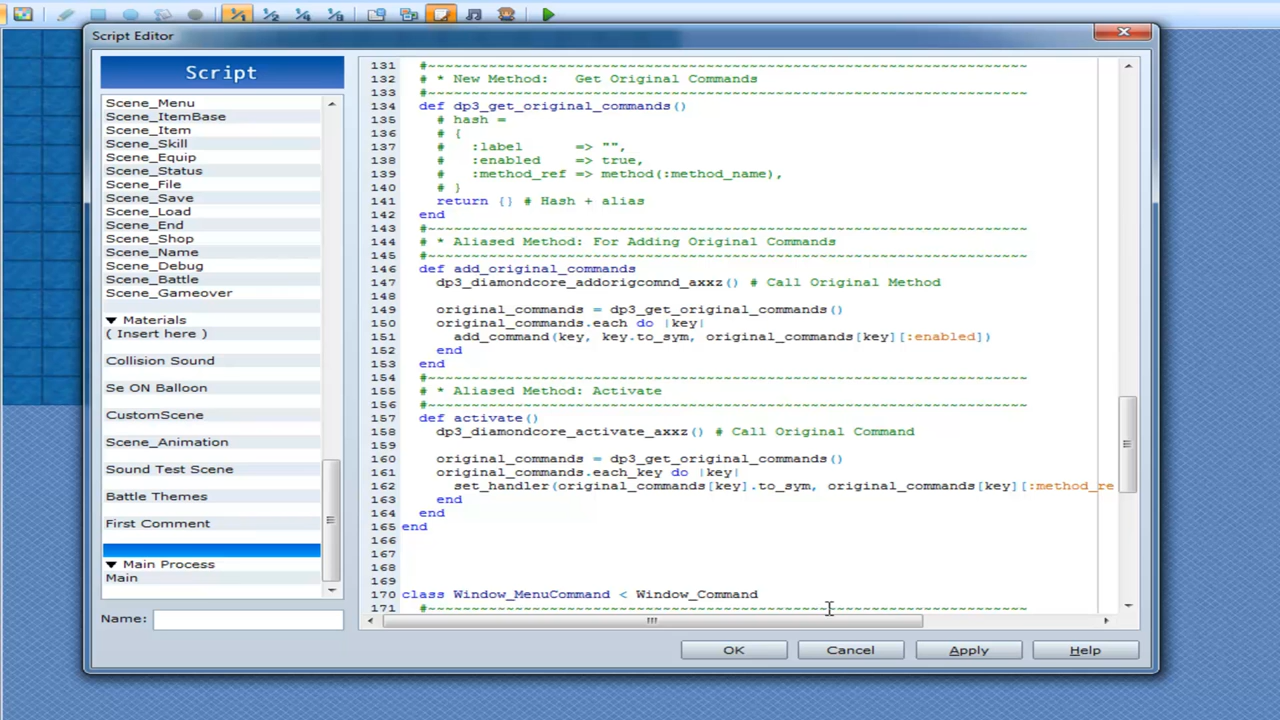 1/1 1/2 1/4 1/8
Script Editor
Script
Scene_Menu
Scene_ItemBase
Scene_Item
Scene_Skill
Scene_Equip
Scene_Status
Scene_File
Scene_Save
Scene_Load
Scene_End
Scene_Shop
Scene_Name
Scene_Debug
Scene_Battle
Scene_Gameover
▼ Materials
( Insert here )
Collision Sound
Se ON Balloon
CustomScene
Scene_Animation
Sound Test Scene
Battle Themes
First Comment
▼ Main Process
Main
Name:
131 #~~~~~~~~~~~~~~~~~~~~~~~~~~~~~~~~~~~~~~~~~~~~~~~~~~~~~~~~~~~~~~~~~~~~~~
132 # * New Method:   Get Original Commands
133 #~~~~~~~~~~~~~~~~~~~~~~~~~~~~~~~~~~~~~~~~~~~~~~~~~~~~~~~~~~~~~~~~~~~~~~
134 def dp3_get_original_commands()
135 # hash =
136 # {
137 #   :label      => "",
138 #   :enabled    => true,
139 #   :method_ref => method(:method_name),
140 # }
141 return {} # Hash + alias
142 end
143 #~~~~~~~~~~~~~~~~~~~~~~~~~~~~~~~~~~~~~~~~~~~~~~~~~~~~~~~~~~~~~~~~~~~~~~
144 # * Aliased Method: For Adding Original Commands
145 #~~~~~~~~~~~~~~~~~~~~~~~~~~~~~~~~~~~~~~~~~~~~~~~~~~~~~~~~~~~~~~~~~~~~~~
146 def add_original_commands
147 dp3_diamondcore_addorigcomnd_axxz() # Call Original Method
148
149 original_commands = dp3_get_original_commands()
150 original_commands.each do |key|
151 add_command(key, key.to_sym, original_commands[key][:enabled])
152 end
153 end
154 #~~~~~~~~~~~~~~~~~~~~~~~~~~~~~~~~~~~~~~~~~~~~~~~~~~~~~~~~~~~~~~~~~~~~~~
155 # * Aliased Method: Activate
156 #~~~~~~~~~~~~~~~~~~~~~~~~~~~~~~~~~~~~~~~~~~~~~~~~~~~~~~~~~~~~~~~~~~~~~~
157 def activate()
158 dp3_diamondcore_activate_axxz() # Call Original Command
159
160 original_commands = dp3_get_original_commands()
161 original_commands.each_key do |key|
162 set_handler(original_commands[key].to_sym, original_commands[key][:method_re
163 end
164 end
165 end
166
167
168
169
170 class Window_MenuCommand < Window_Command
171 #~~~~~~~~~~~~~~~~~~~~~~~~~~~~~~~~~~~~~~~~~~~~~~~~~~~~~~~~~~~~~~~~~~~~~~
OK Cancel Apply Help